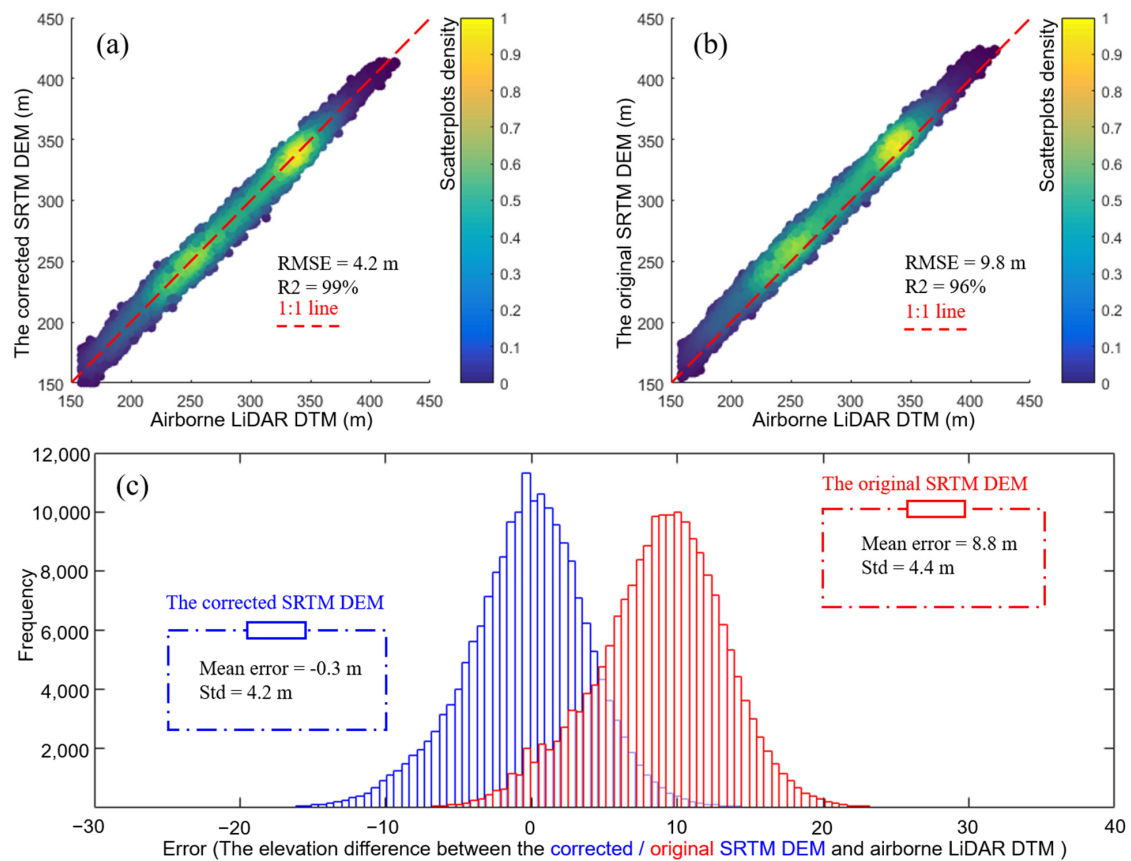 (a)
The corrected SRTM DEM (m)
450
400
350
300
250
200
150
150 200 250 300 350 400 450
Airborne LiDAR DTM (m)
RMSE = 4.2 m
R2 = 99%
1:1 line
Scatterplots density
1
0.9
0.8
0.7
0.6
0.5
0.4
0.3
0.2
0.1
0
(b)
The original SRTM DEM (m)
450
400
350
300
250
200
150
150 200 250 300 350 400 450
Airborne LiDAR DTM (m)
RMSE = 9.8 m
R2 = 96%
1:1 line
Scatterplots density
1
0.9
0.8
0.7
0.6
0.5
0.4
0.3
0.2
0.1
0
(c)
Frequency
12,000
10,000
8,000
6,000
4,000
2,000
The corrected SRTM DEM
Mean error = -0.3 m
Std = 4.2 m
The original SRTM DEM
Mean error = 8.8 m
Std = 4.4 m
−30 −20 −10 0 10 20 30 40
Error (The elevation difference between the corrected / original SRTM DEM and airborne LiDAR DTM )